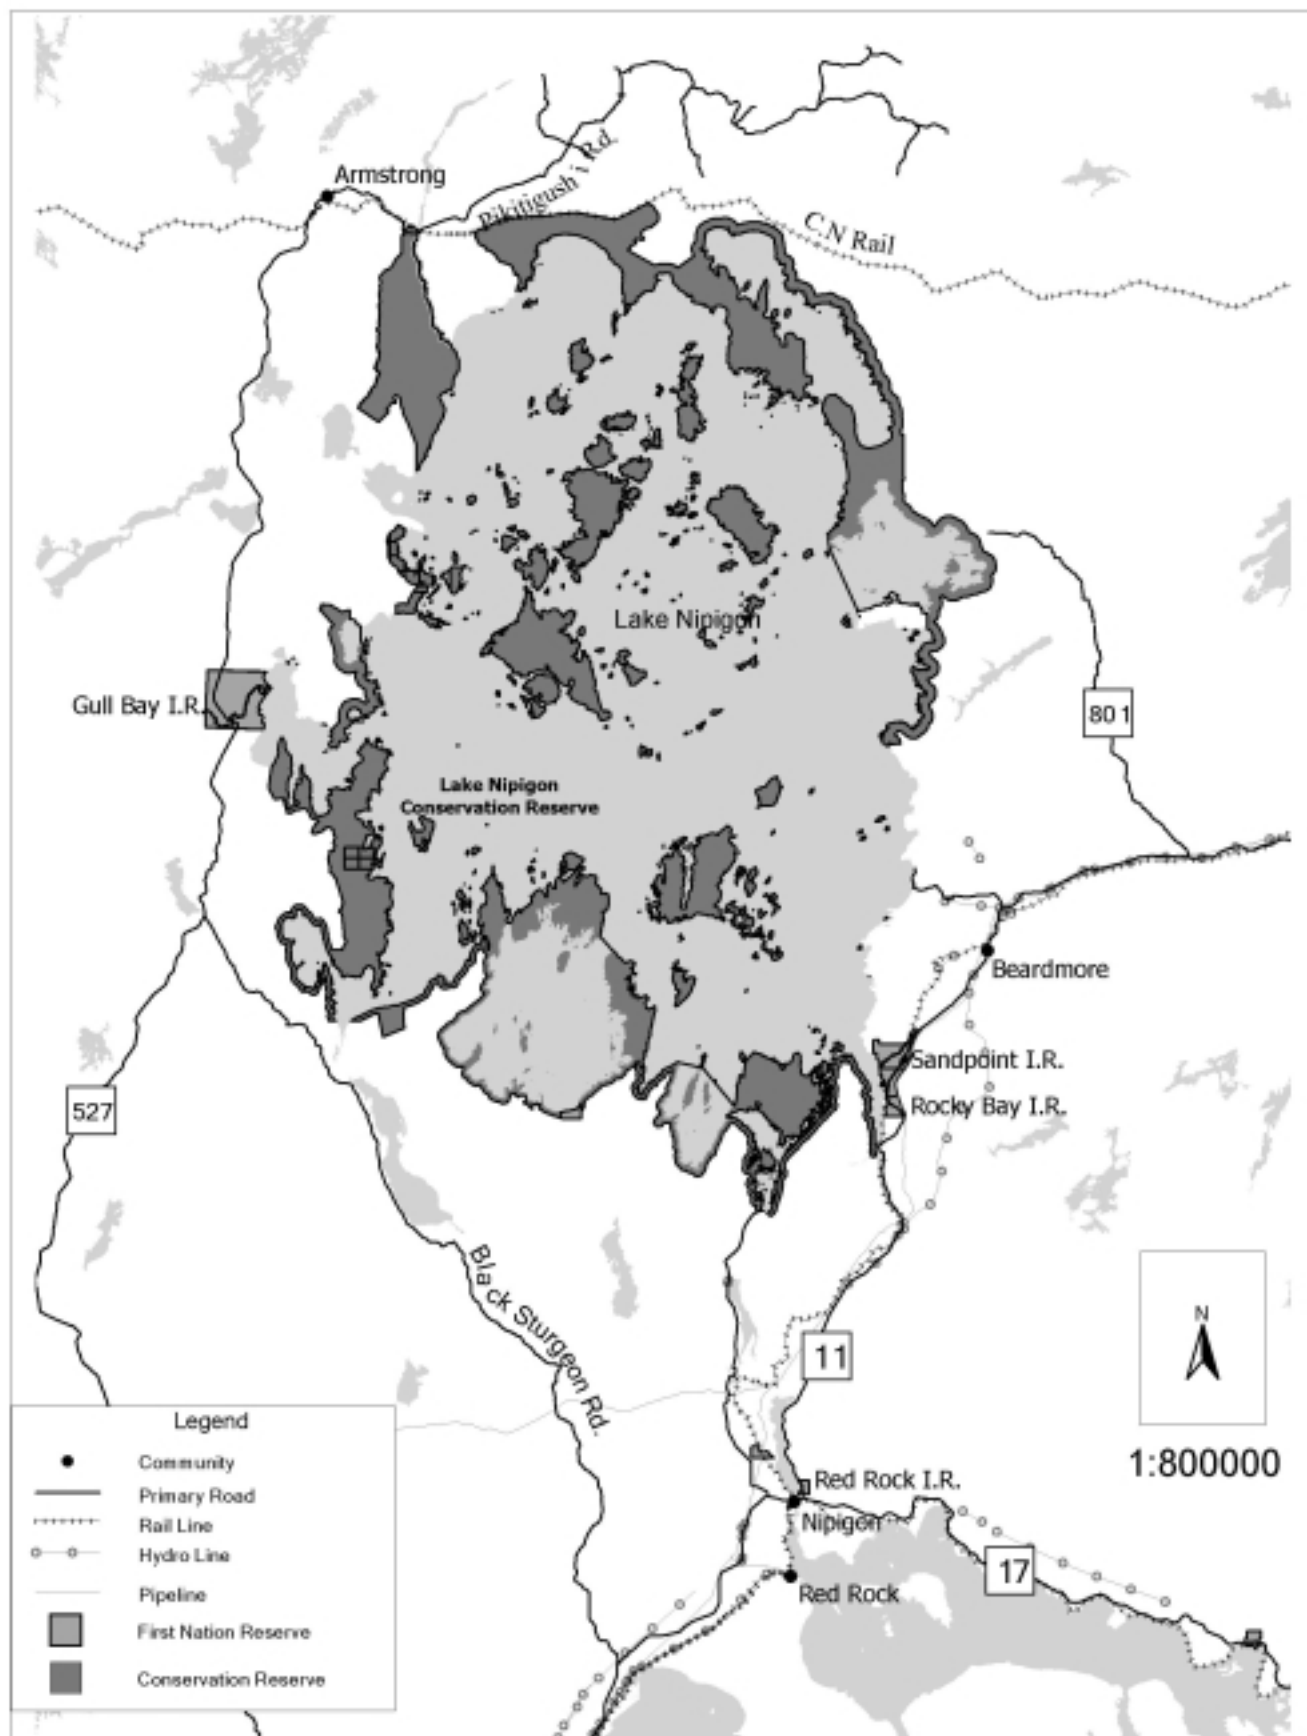 Armstrong
Pikitigush i Rd.
C.N Rail
Lake Nipigon
Gull Bay I.R.
801
Lake Nipigon
Conservation Reserve
Beardmore
Sandpoint I.R.
Rocky Bay I.R.
527
Black Sturgeon Rd.
11
N
1:800000
Legend
Community
Primary Road
Rail Line
Hydro Line
Pipeline
First Nation Reserve
Conservation Reserve
Red Rock I.R.
Nipigon
17
Red Rock